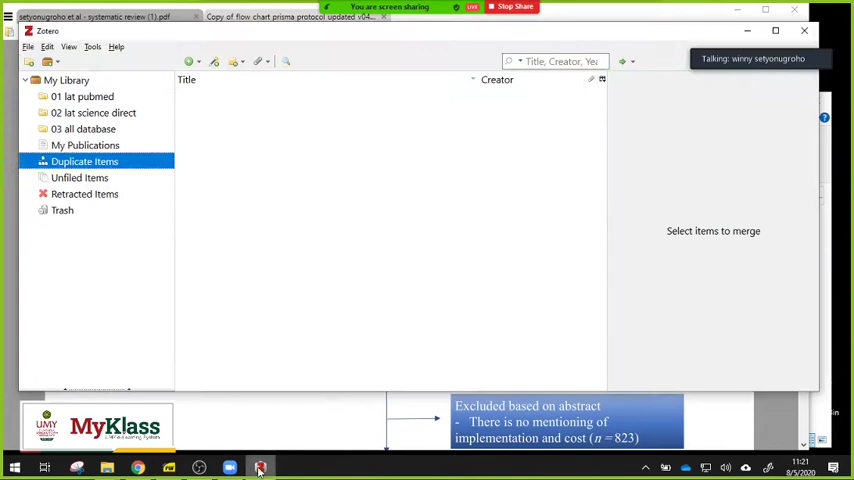 setyonugroho et.al - systematic review (1).pdf
Copy of flow chart prisma protocol updated v04...
You are screen sharing
LIVE
Stop Share
Zotero
File Edit View Tools Help
Title, Creator, Yea
Talking: winny setyonugroho
My Library
01 lat pubmed
02 lat science direct
03 all database
My Publications
Duplicate Items
Unfiled Items
Retracted Items
Trash
Title
Creator
Select items to merge
UMY
MyKlass
Excluded based on abstract
- There is no mentioning of
implementation and cost (n = 823)
11:21
8/5/2020